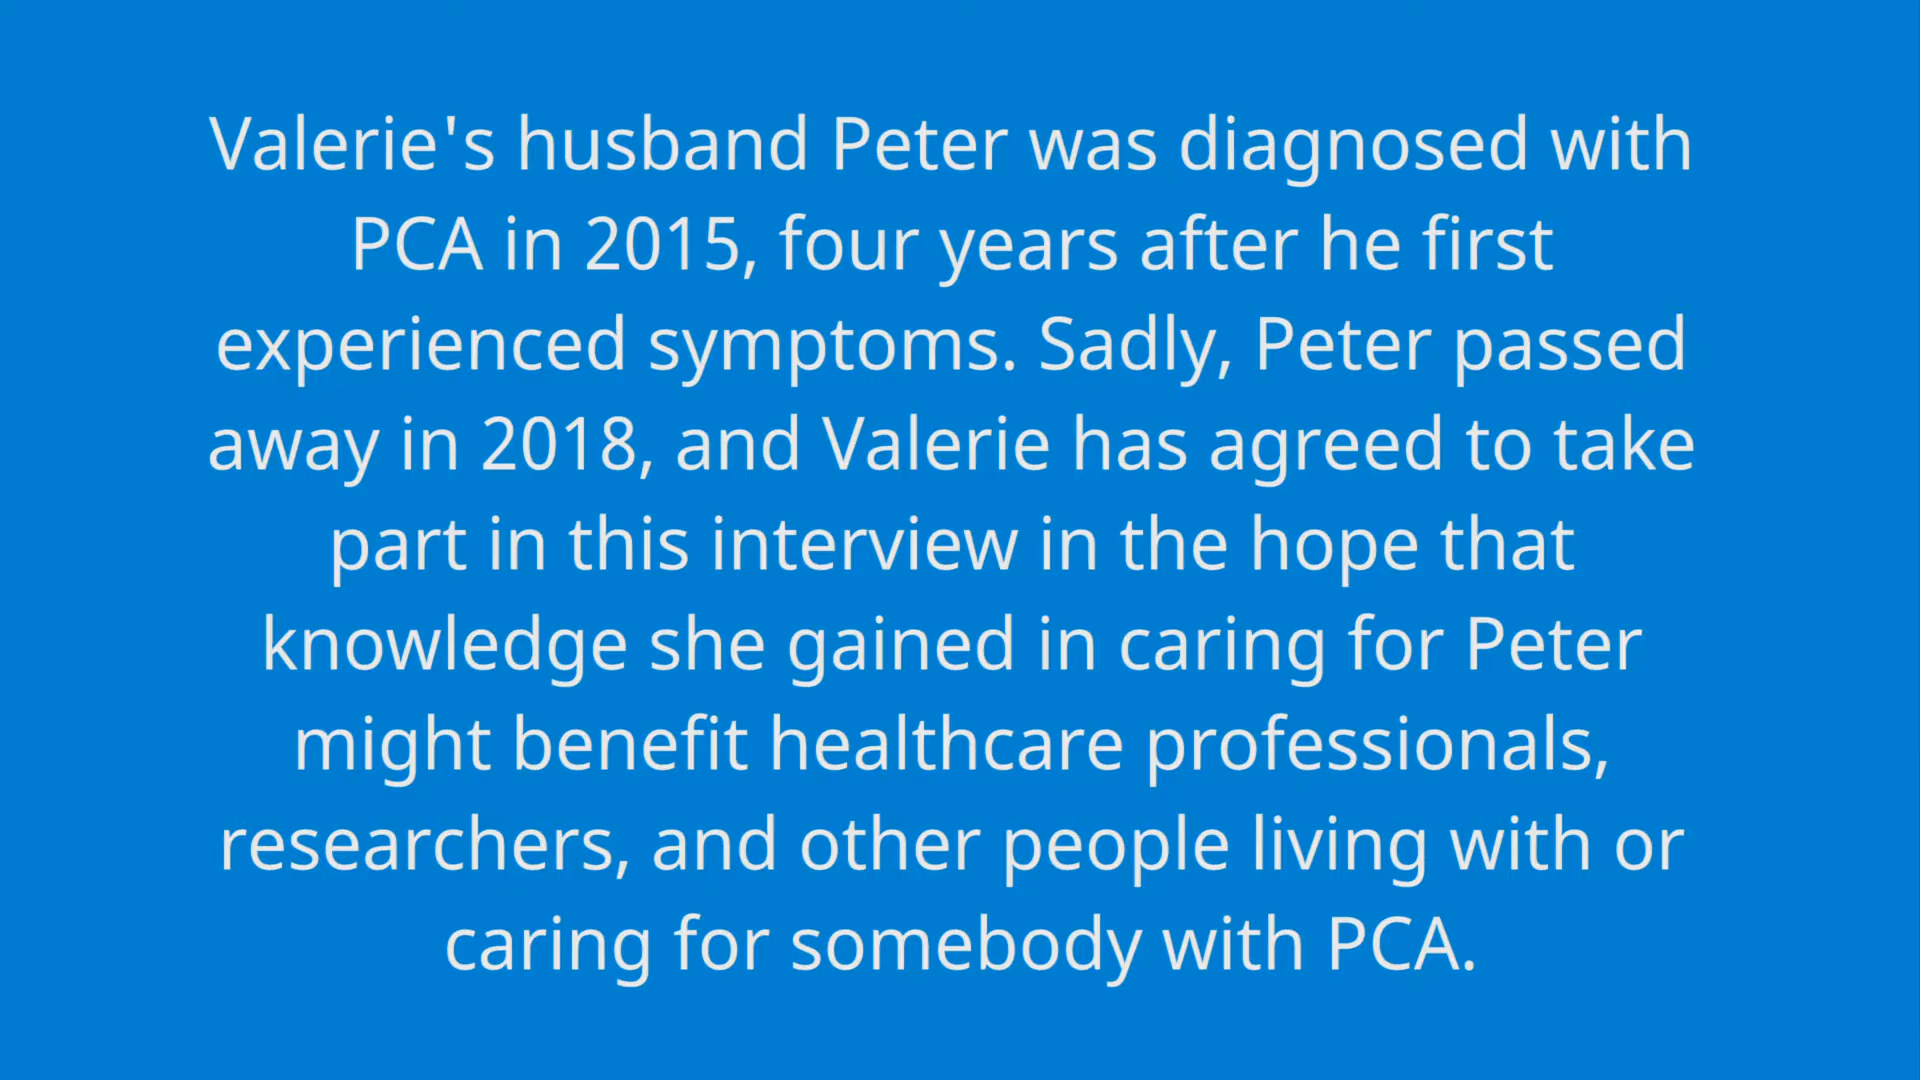 Valerie's husband Peter was diagnosed with
PCA in 2015, four years after he first
experienced symptoms. Sadly, Peter passed
away in 2018, and Valerie has agreed to take
part in this interview in the hope that
knowledge she gained in caring for Peter
might benefit healthcare professionals,
researchers, and other people living with or
caring for somebody with PCA.